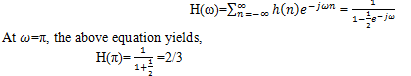 H(ω)=∑∞n=−∞ h(n)e−jωn = 1/(1−½e−jω)
At ω=π, the above equation yields,
H(π)= 1/(1+½) =2/3